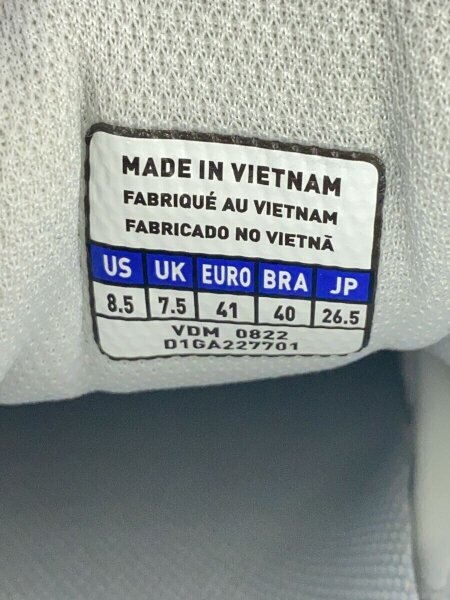 MADE IN VIETNAM
FABRIQUÉ AU VIETNAM
FABRICADO NO VIETNÃ
US UK EURO BRA JP
8.5 7.5 41 40 26.5
VDM 0822
D1GA227701